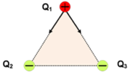 Q₁ +
Q₂ − − Q₃